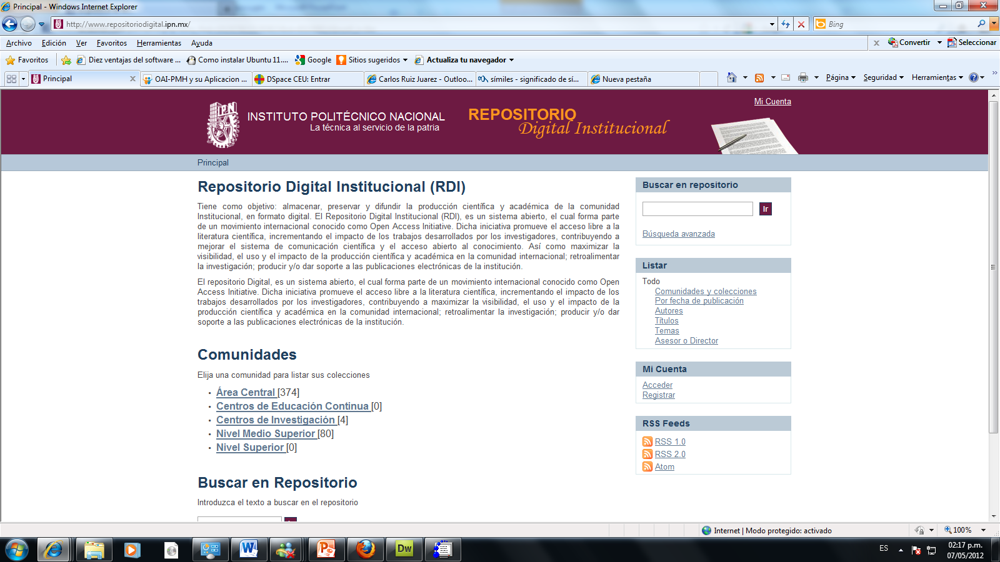 Principal - Windows Internet Explorer
http://www.repositoriodigital.ipn.mx/
Bing
Archivo Edición Ver Favoritos Herramientas Ayuda
Convertir Seleccionar
Favoritos Diez ventajas del software ... Como instalar Ubuntu 11.... Google Sitios sugeridos Actualiza tu navegador
Principal OAI-PMH y su Aplicacion ... DSpace CEU: Entrar Carlos Ruiz Juarez - Outloo... símiles - significado de sí... Nueva pestaña Página Seguridad Herramientas
Mi Cuenta
IPN
INSTITUTO POLITÉCNICO NACIONAL
La técnica al servicio de la patria
REPOSITORIO
Digital Institucional
Principal
Repositorio Digital Institucional (RDI)
Tiene como objetivo: almacenar, preservar y difundir la producción científica y académica de la comunidad
Institucional, en formato digital. El Repositorio Digital Institucional (RDI), es un sistema abierto, el cual forma parte
de un movimiento internacional conocido como Open Access Initiative. Dicha iniciativa promueve el acceso libre a la
literatura científica, incrementando el impacto de los trabajos desarrollados por los investigadores, contribuyendo a
mejorar el sistema de comunicación científica y el acceso abierto al conocimiento. Así como maximizar la
visibilidad, el uso y el impacto de la producción científica y académica en la comunidad internacional; retroalimentar
la investigación; producir y/o dar soporte a las publicaciones electrónicas de la institución.
El repositorio Digital, es un sistema abierto, el cual forma parte de un movimiento internacional conocido como Open
Access Initiative. Dicha iniciativa promueve el acceso libre a la literatura científica, incrementando el impacto de los
trabajos desarrollados por los investigadores, contribuyendo a maximizar la visibilidad, el uso y el impacto de la
producción científica y académica en la comunidad internacional; retroalimentar la investigación; producir y/o dar
soporte a las publicaciones electrónicas de la institución.
Comunidades
Elija una comunidad para listar sus colecciones
Área Central [374]
Centros de Educación Continua [0]
Centros de Investigación [4]
Nivel Medio Superior [80]
Nivel Superior [0]
Buscar en Repositorio
Introduzca el texto a buscar en el repositorio
Buscar en repositorio
Ir
Búsqueda avanzada
Listar
Todo
Comunidades y colecciones
Por fecha de publicación
Autores
Títulos
Temas
Asesor o Director
Mi Cuenta
Acceder
Registrar
RSS Feeds
RSS 1.0
RSS 2.0
Atom
Internet | Modo protegido: activado 100%
Dw
ES
02:17 p.m.
07/05/2012